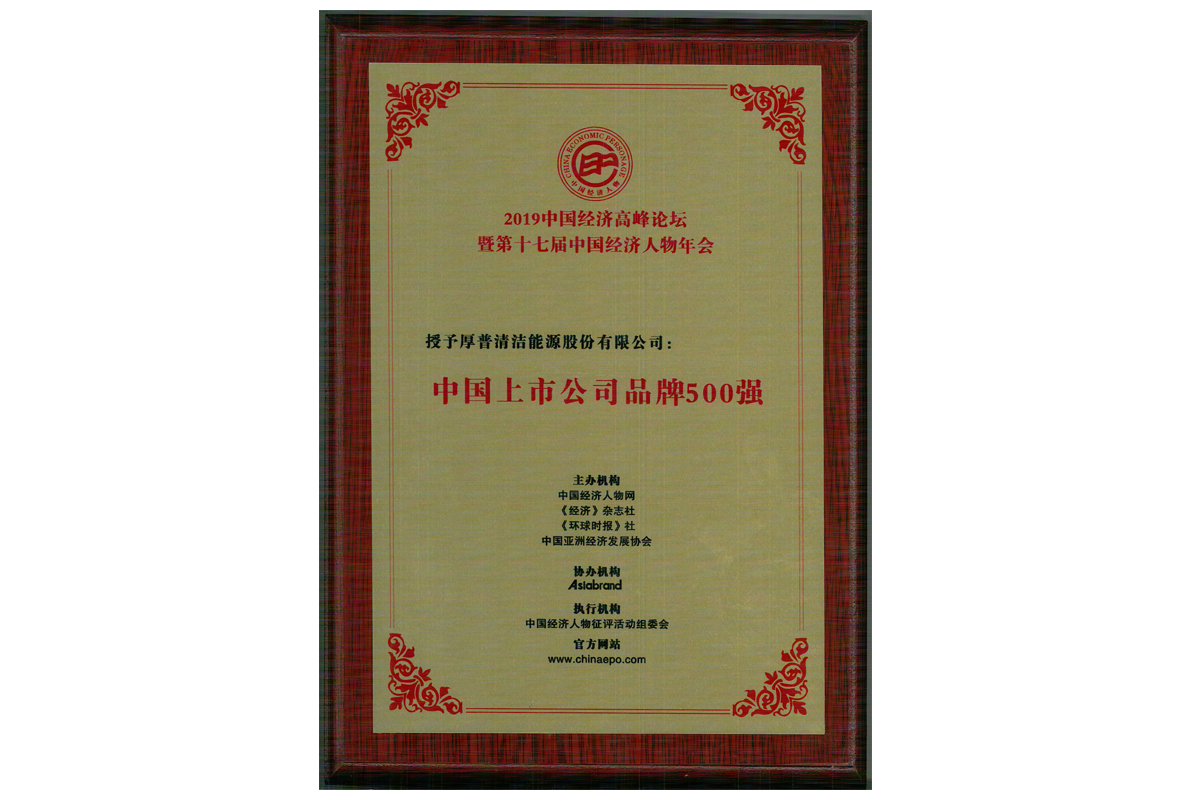 CHINA ECONOMIC PERSONAGE
中国经济人物
2019中国经济高峰论坛
暨第十七届中国经济人物年会
授予厚普清洁能源股份有限公司：
中国上市公司品牌500强
主办机构
中国经济人物网
《经济》杂志社
《环球时报》社
中国亚洲经济发展协会
协办机构
Asiabrand
执行机构
中国经济人物征评活动组委会
官方网站
www.chinaepo.com